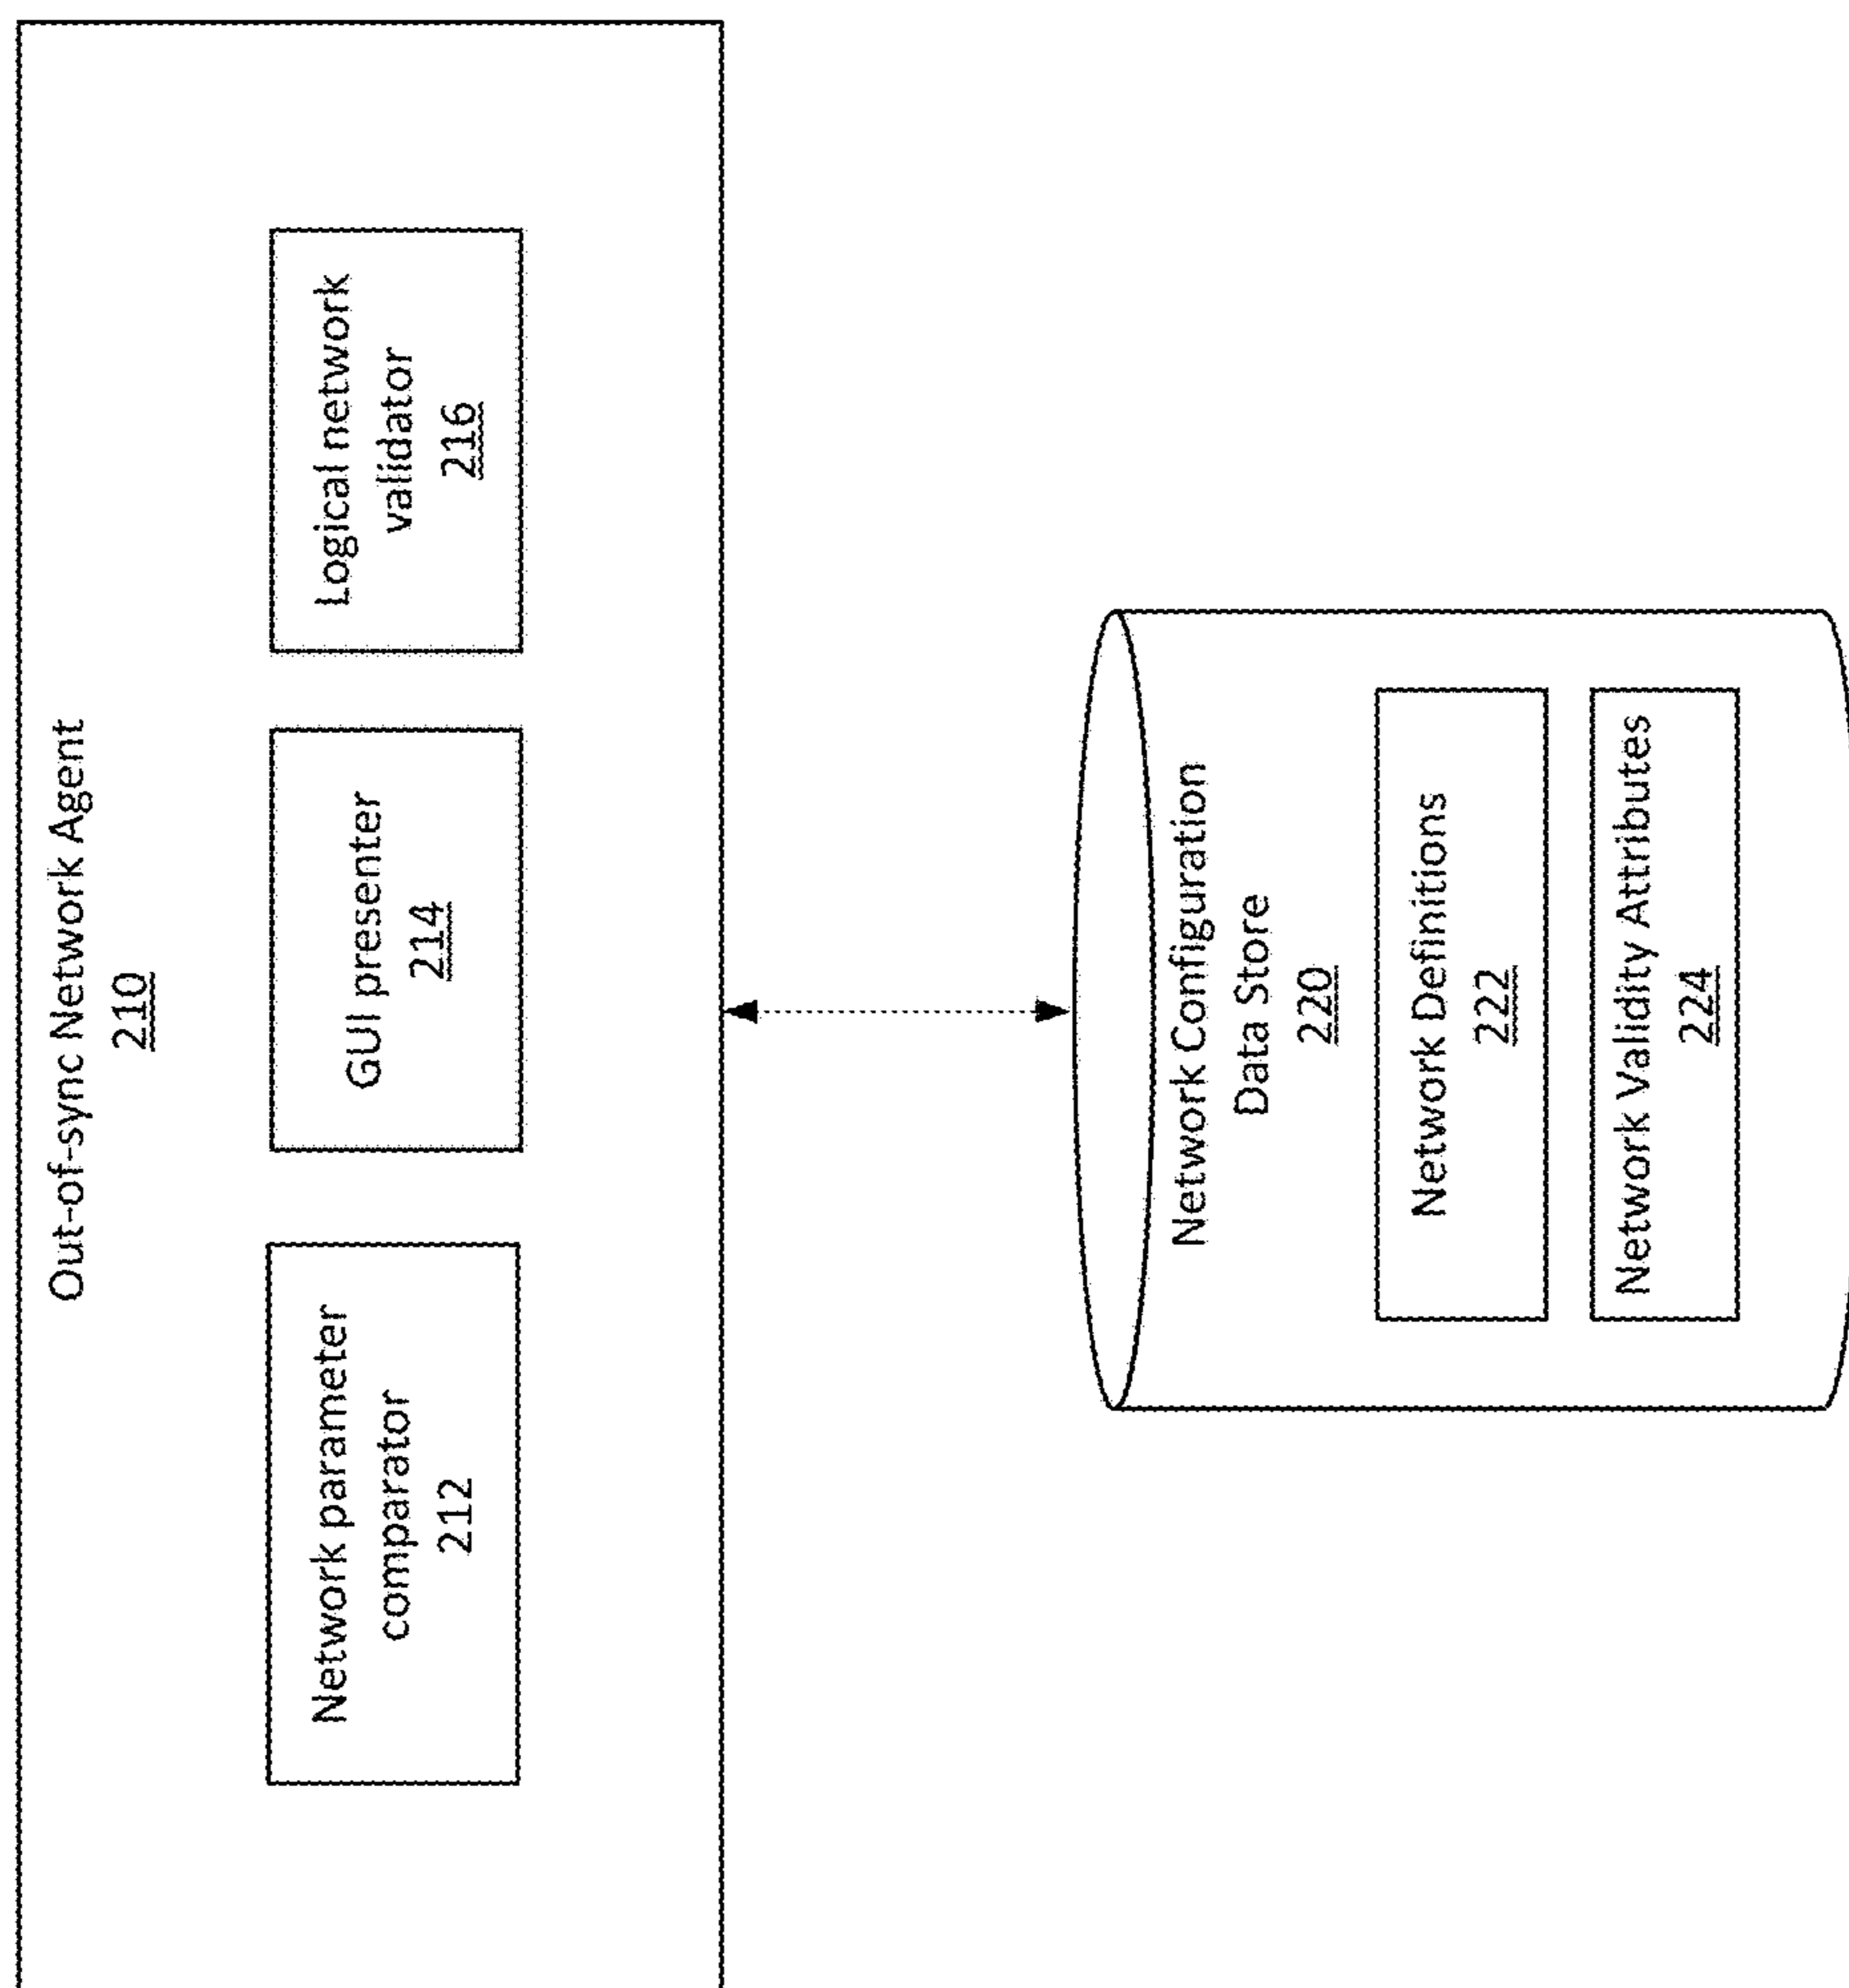 Out-of-sync Network Agent
210
Network parameter
comparator
212
GUI presenter
214
Logical network
validator
216
Network Configuration
Data Store
220
Network Definitions
222
Network Validity Attributes
224